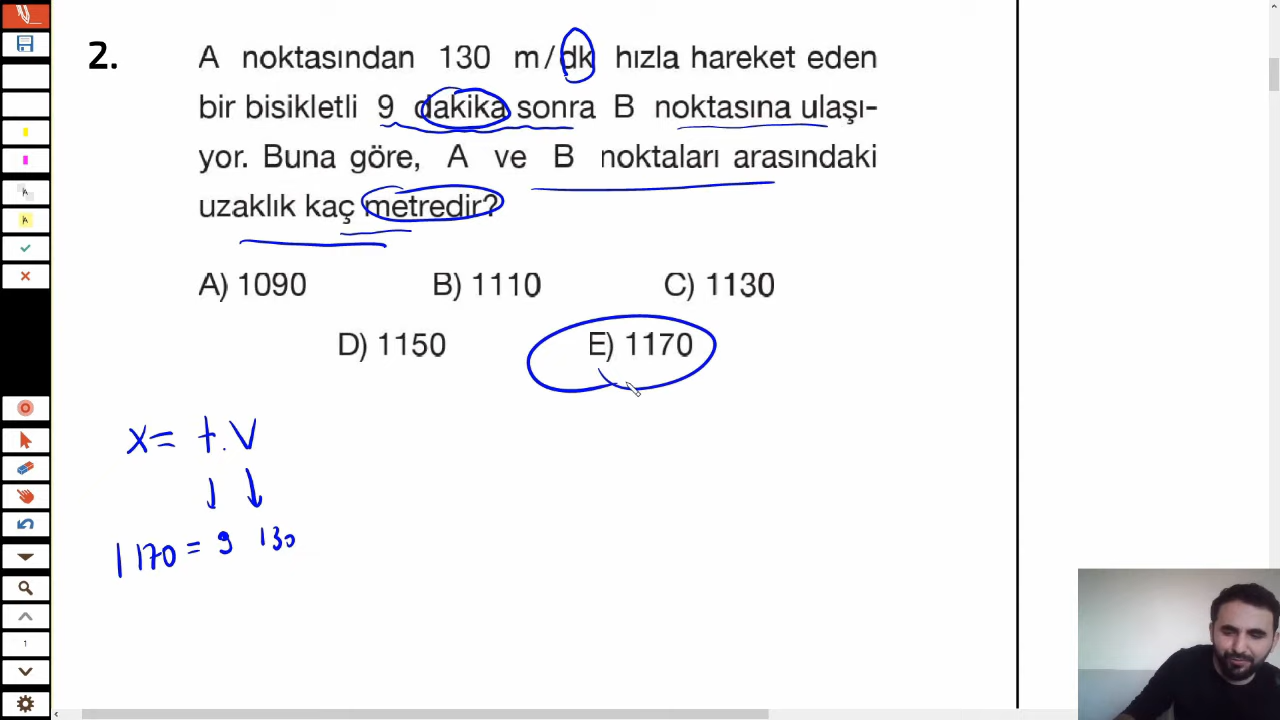 2. A noktasından 130 m/dk hızla hareket eden
bir bisikletli 9 dakika sonra B noktasına ulaşı-
yor. Buna göre, A ve B noktaları arasındaki
uzaklık kaç metredir?
A) 1090 B) 1110 C) 1130
D) 1150 E) 1170
x = t.V
1170 = 9 130
1